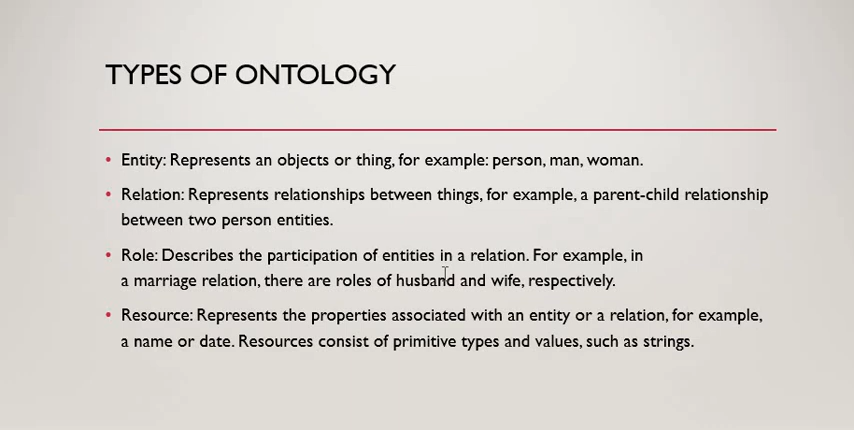 TYPES OF ONTOLOGY
• Entity: Represents an objects or thing, for example: person, man, woman.
• Relation: Represents relationships between things, for example, a parent-child relationship
between two person entities.
• Role: Describes the participation of entities in a relation. For example, in
a marriage relation, there are roles of husband and wife, respectively.
• Resource: Represents the properties associated with an entity or a relation, for example,
a name or date. Resources consist of primitive types and values, such as strings.